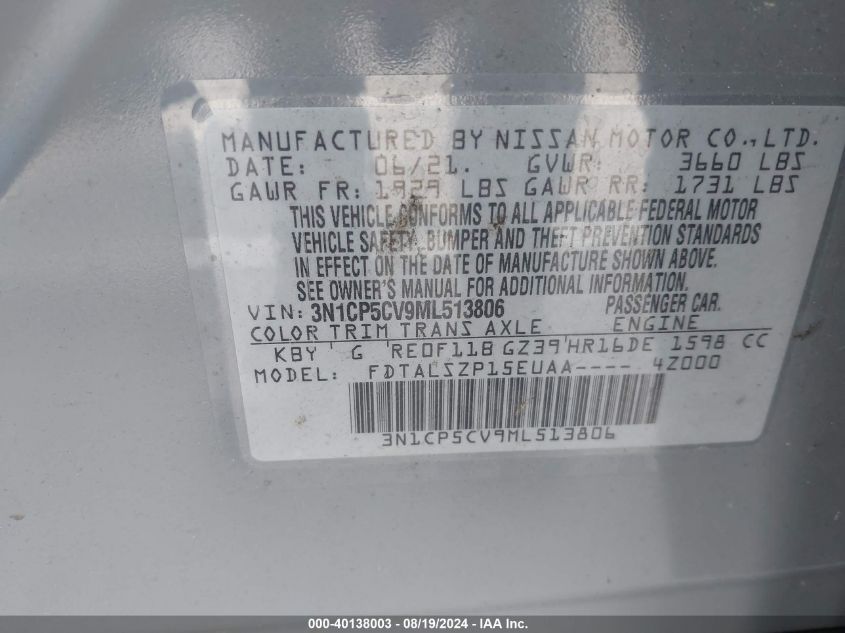 MANUFACTURED BY NISSAN MOTOR CO., LTD.
DATE: 06/21. GVWR: 3660 LBS
GAWR FR: 1929 LBS GAWR RR: 1731 LBS
THIS VEHICLE CONFORMS TO ALL APPLICABLE FEDERAL MOTOR
VEHICLE SAFETY, BUMPER AND THEFT PREVENTION STANDARDS
IN EFFECT ON THE DATE OF MANUFACTURE SHOWN ABOVE.
SEE OWNER'S MANUAL FOR ADDITIONAL INFORMATION.
VIN: 3N1CP5CV9ML513806 PASSENGER CAR.
COLOR TRIM TRANS AXLE ENGINE
KBY G RE0F11B GZ39 HR16DE 1598 CC
MODEL: FDTALSZP15EUAA---- 4Z000
3N1CP5CV9ML513806
000-40138003 - 08/19/2024 - IAAI.com